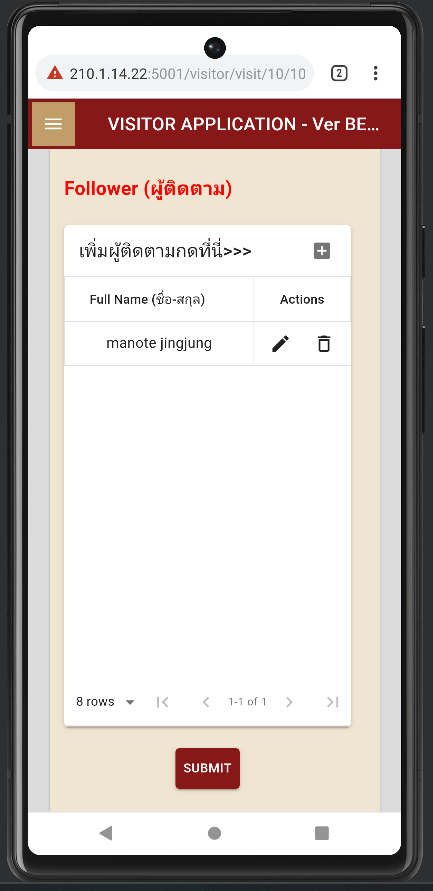 210.1.14.22:5001/visitor/visit/10/10
2
VISITOR APPLICATION - Ver BE...
Follower (ผู้ติดตาม)
เพิ่มผู้ติดตามกดที่นี่>>>
Full Name (ชื่อ-สกุล) Actions
manote jingjung
8 rows 1-1 of 1
SUBMIT